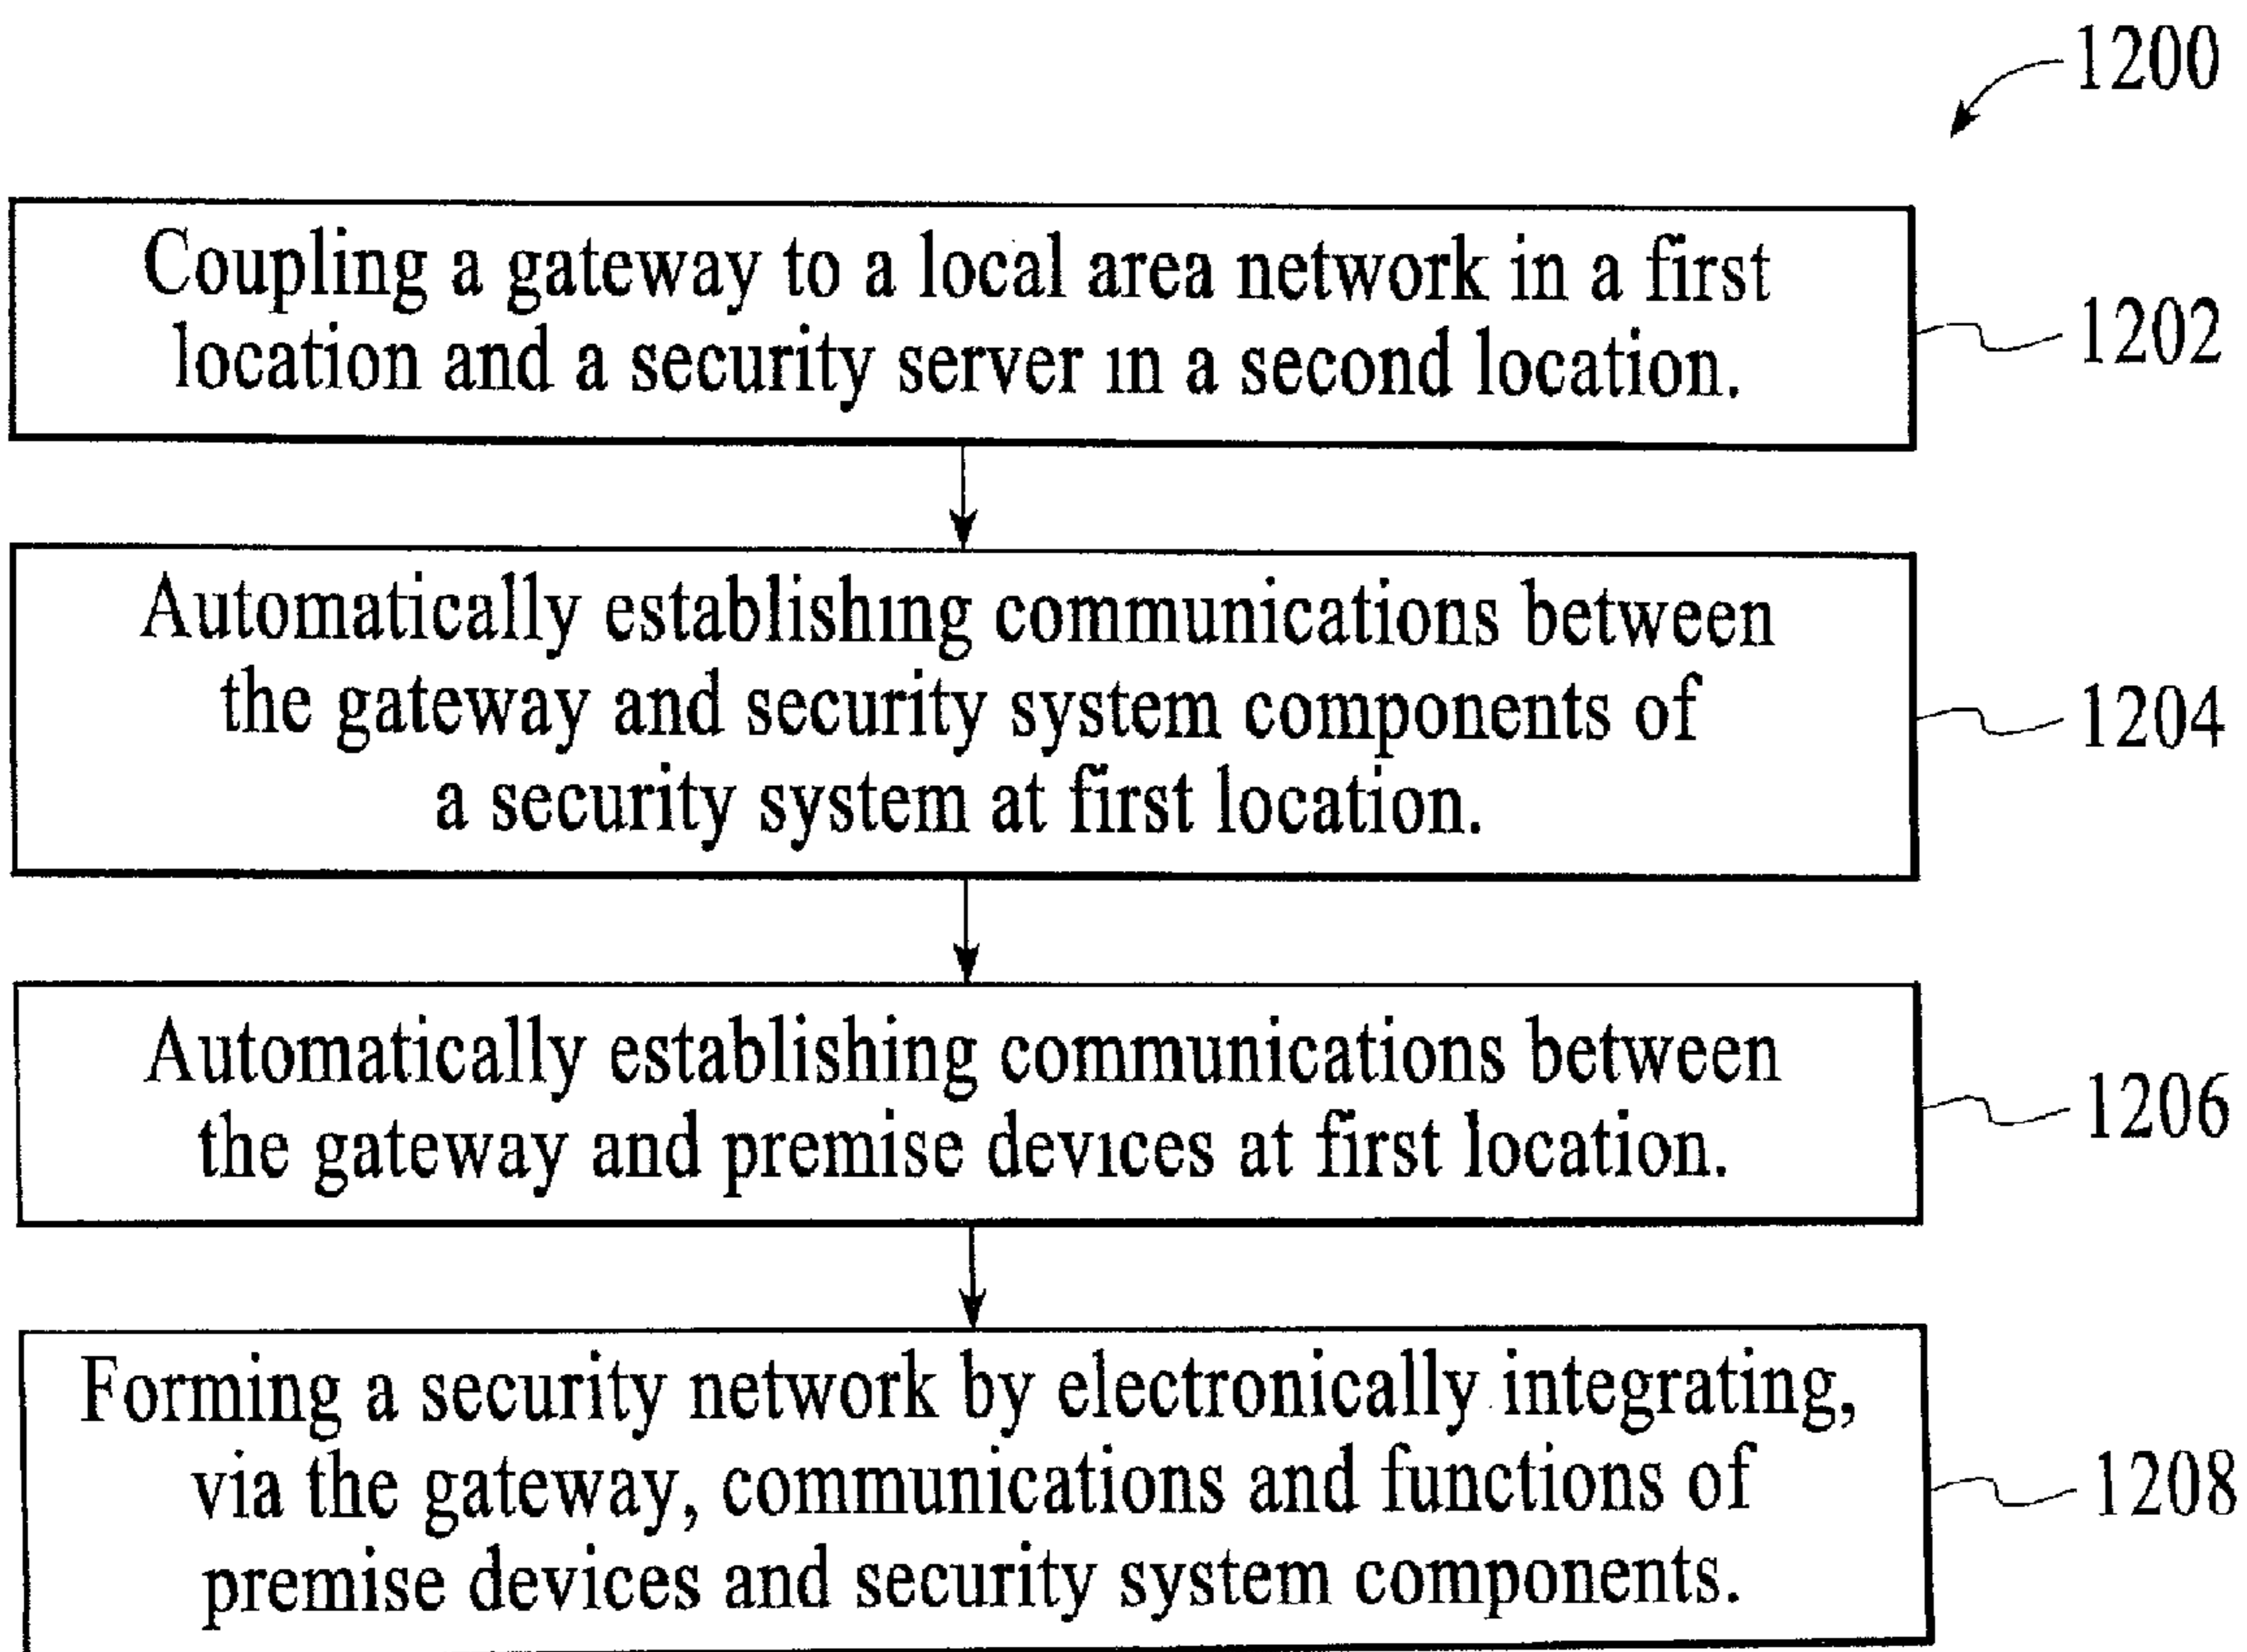 1200
Coupling a gateway to a local area network in a first
location and a security server in a second location.
1202
Automatically establishing communications between
the gateway and security system components of
a security system at first location.
1204
Automatically establishing communications between
the gateway and premise devices at first location.
1206
Forming a security network by electronically integrating,
via the gateway, communications and functions of
premise devices and security system components.
1208